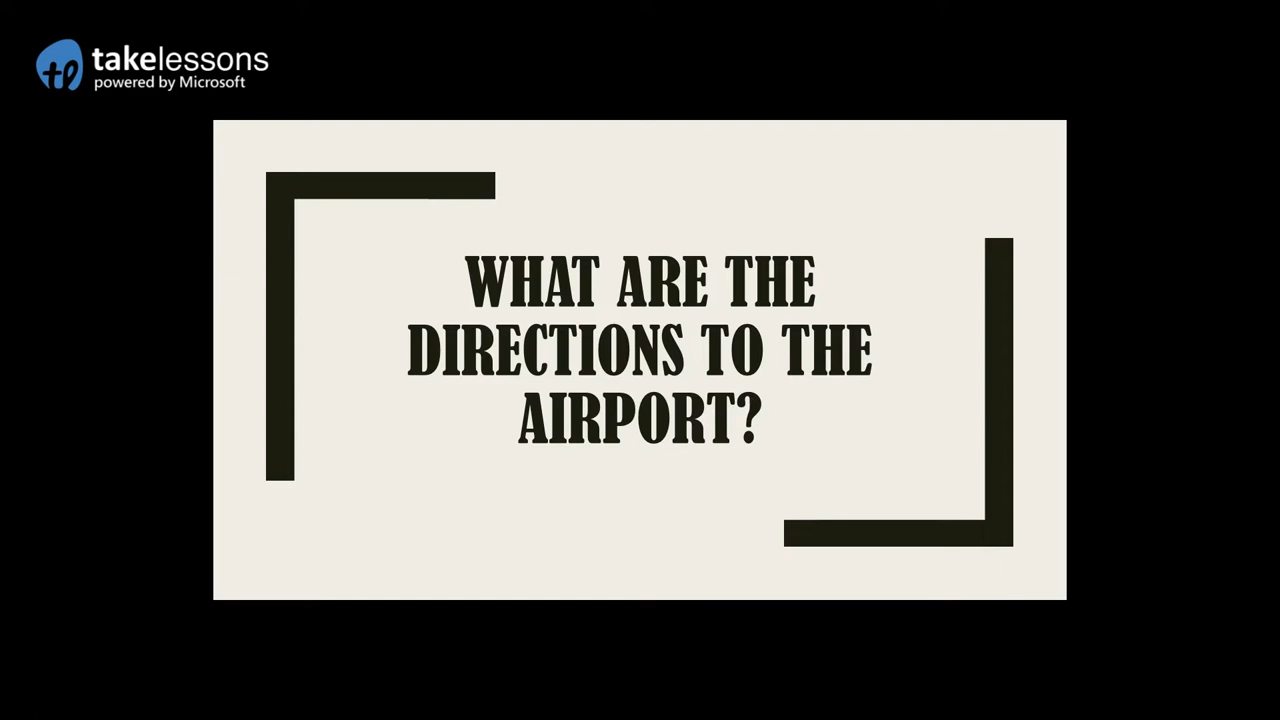 takelessons
powered by Microsoft
WHAT ARE THE
DIRECTIONS TO THE
AIRPORT?